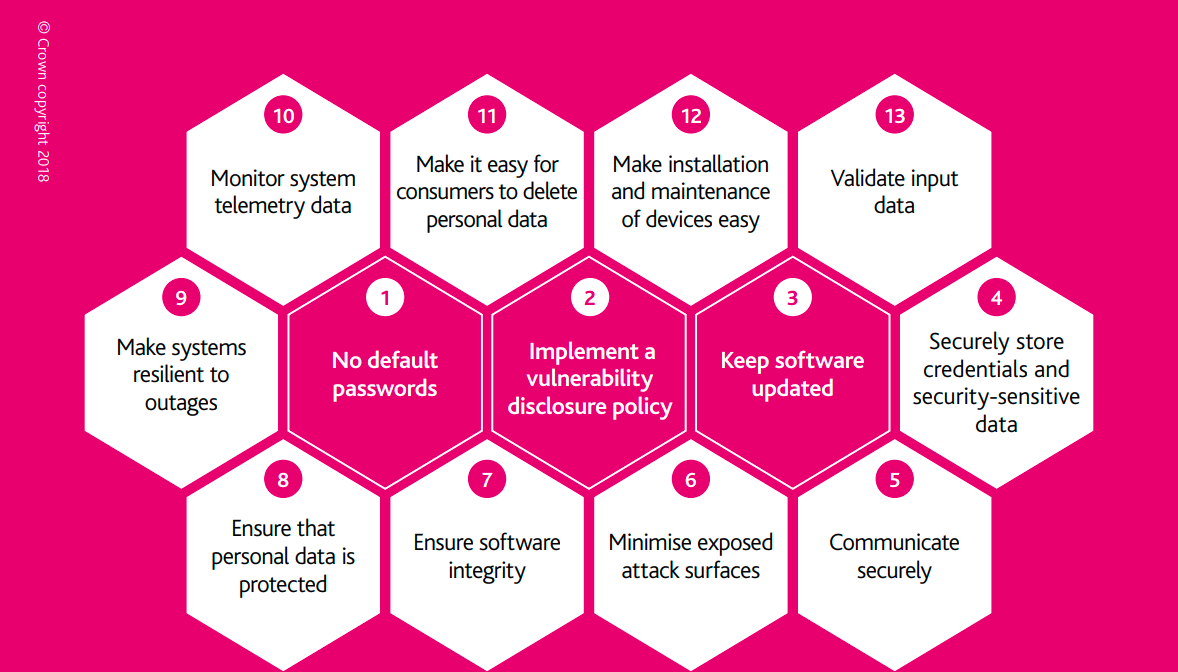 © Crown copyright 2018
10
Monitor system
telemetry data
11
Make it easy for
consumers to delete
personal data
12
Make installation
and maintenance
of devices easy
13
Validate input
data
9
Make systems
resilient to
outages
1
No default
passwords
2
Implement a
vulnerability
disclosure policy
3
Keep software
updated
4
Securely store
credentials and
security-sensitive
data
8
Ensure that
personal data is
protected
7
Ensure software
integrity
6
Minimise exposed
attack surfaces
5
Communicate
securely